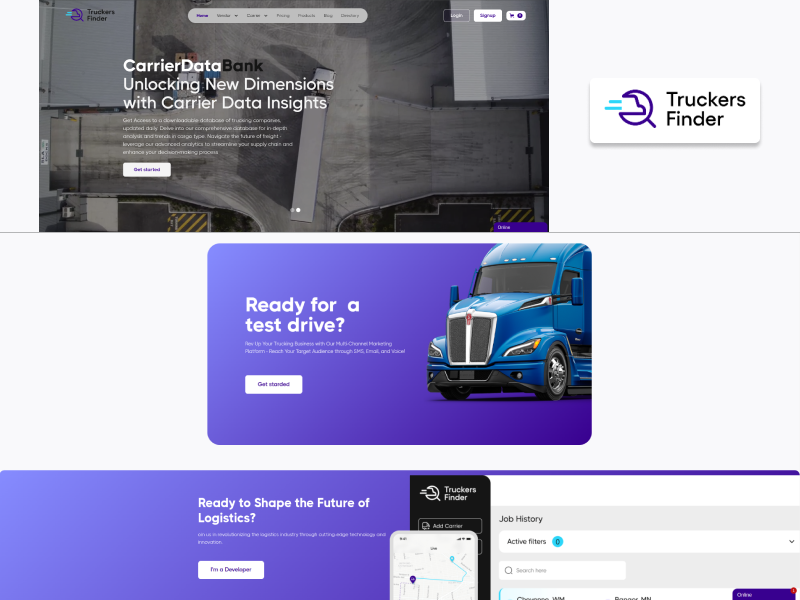 Truckers
Finder
Home
Vendor
Carrier
Pricing
Products
Blog
Directory
Login
Signup
0
CarrierDataBank
Unlocking New Dimensions
with Carrier Data Insights
Get Access to a downloadable database of trucking companies,
updated daily. Delve into our comprehensive database for in depth
analysis and trends in cargo type. Navigate the future of freight -
leverage our advanced analytics to streamline your supply chain and
enhance your decision-making process
Get started
Online
Truckers
Finder
Ready for a
test drive?
Rev Up Your Trucking Business with Our Multi-Channel Marketing
Platform - Reach Your Target Audience through SMS, Email, and Voice!
Get starded
Ready to Shape the Future of
Logistics?
Join us in revolutionizing the logistics industry through cutting-edge technology and
innovation
I'm a Developer
Truckers
Finder
Add Carrier
9:41
Job History
Active filters 0
Search here
Cheyenne, WM
Bangor, MN
Online